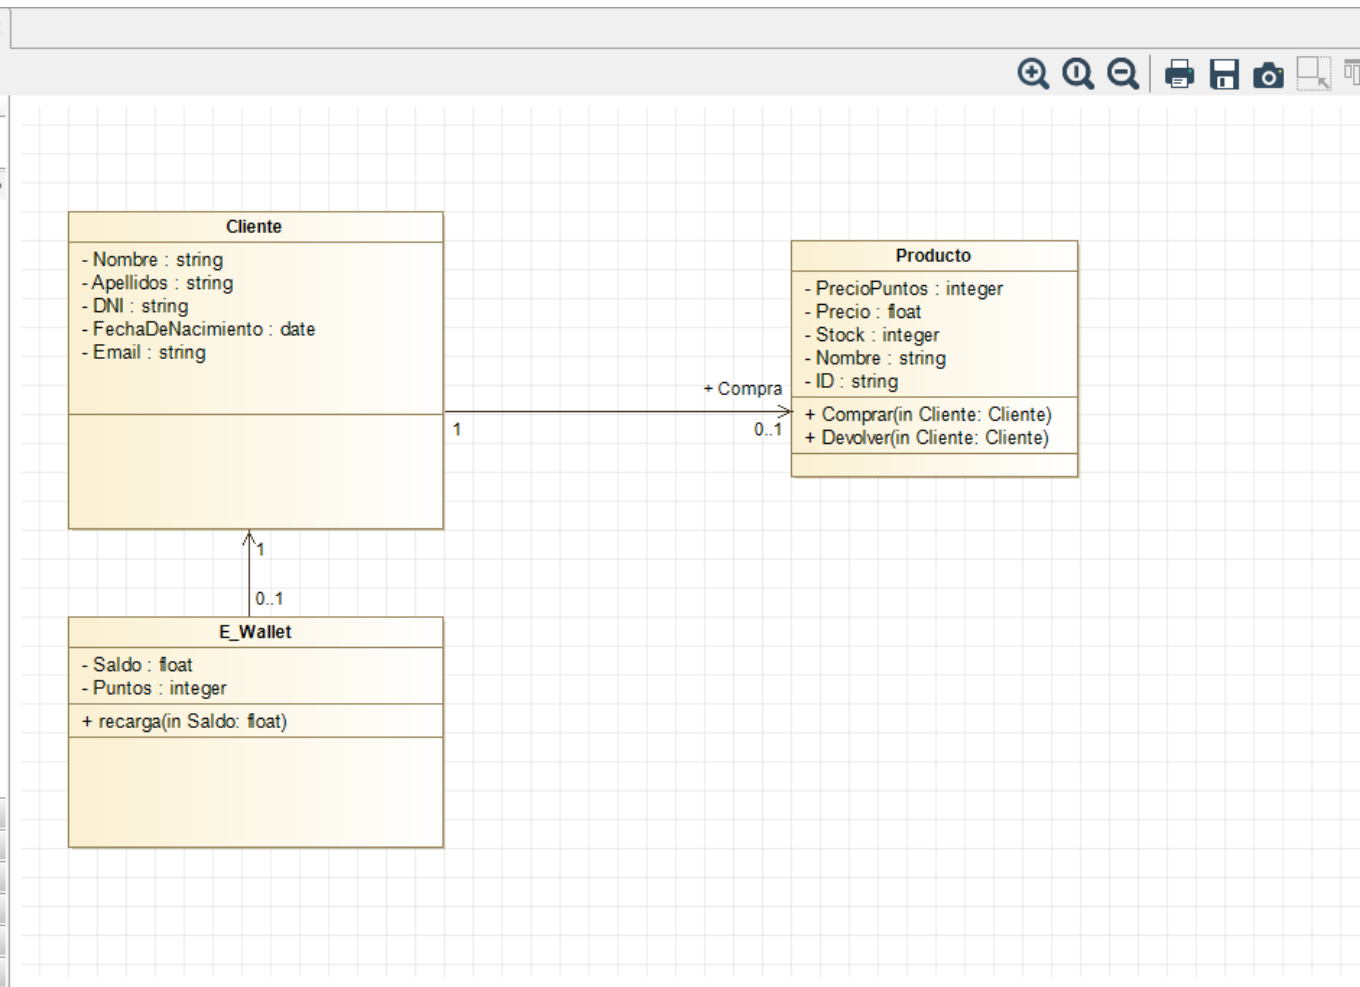 Cliente
- Nombre : string
- Apellidos : string
- DNI : string
- FechaDeNacimiento : date
- Email : string
Producto
- PrecioPuntos : integer
- Precio : float
- Stock : integer
- Nombre : string
- ID : string
+ Comprar(in Cliente: Cliente)
+ Devolver(in Cliente: Cliente)
+ Compra
1
0..1
1
0..1
E_Wallet
- Saldo : float
- Puntos : integer
+ recarga(in Saldo: float)